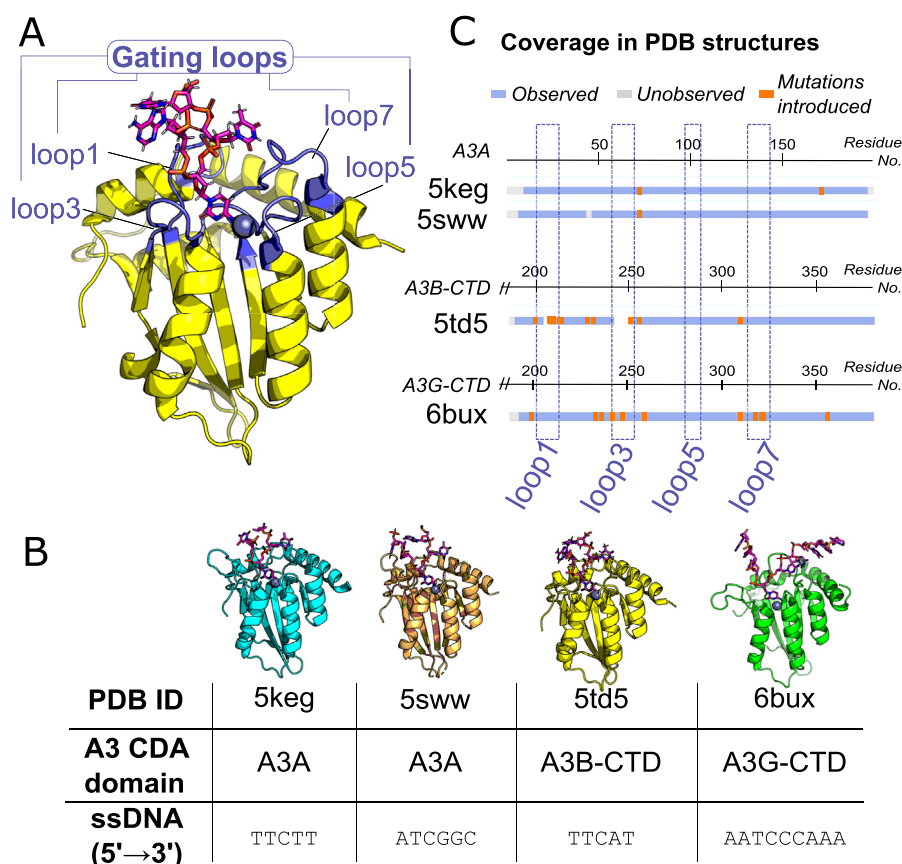 A
Gating loops
loop1
loop7
loop5
loop3
C
Coverage in PDB structures
Observed
Unobserved
Mutations
introduced
A3A
50
100
150
Residue
No.
5keg
5sww
A3B-CTD //
200
250
300
350
Residue
No.
5td5
A3G-CTD //
200
250
300
350
Residue
No.
6bux
loop1
loop3
loop5
loop7
B
PDB ID 5keg 5sww 5td5 6bux
A3 CDA
domain
A3A A3A A3B-CTD A3G-CTD
ssDNA
(5'→3')
TTCTT ATCGGC TTCAT AATCCCAAA